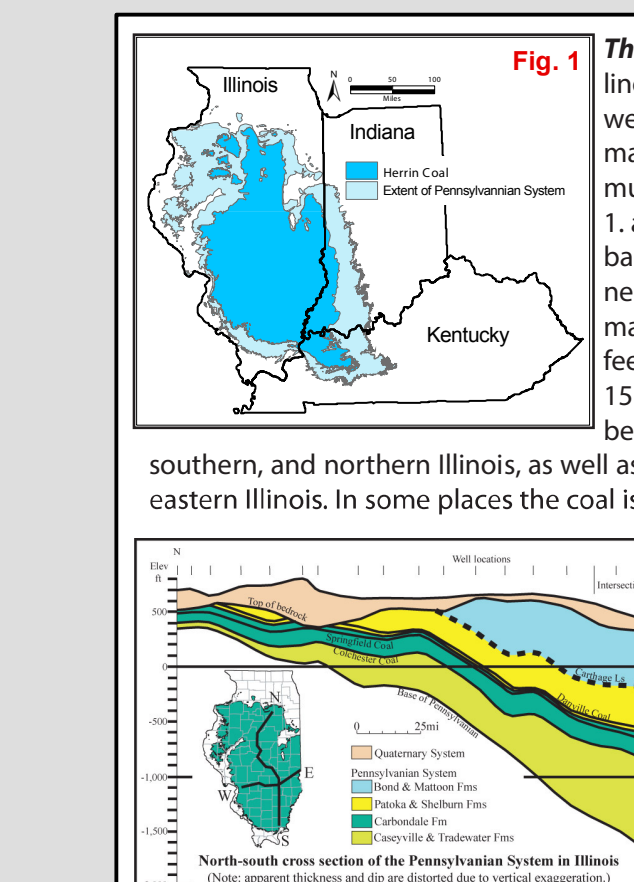 Fig. 1
Illinois
N
0 50 100
Miles
Indiana
Herrin Coal
Extent of Pennsylvannian System
Kentucky
Th
line
we
ma
mu
1. a
ba
ne
ma
fee
15
be
southern, and northern Illinois, as well as
eastern Illinois. In some places the coal is
N
Elev
ft
Well locations
Intersecti
500
0
-500
-1,000
-1,500
Top of bedrock
Springfield Coal
Colchester Coal
Base of Pennsylvanian
Carthage Ls
Danville Coal
N
E
W
S
0 25mi
Quaternary System
Pennsylvanian System
Bond & Mattoon Fms
Patoka & Shelburn Fms
Carbondale Fm
Caseyville & Tradewater Fms
North-south cross section of the Pennsylvanian System in Illinois
(Note: apparent thickness and dip are distorted due to vertical exaggeration.)